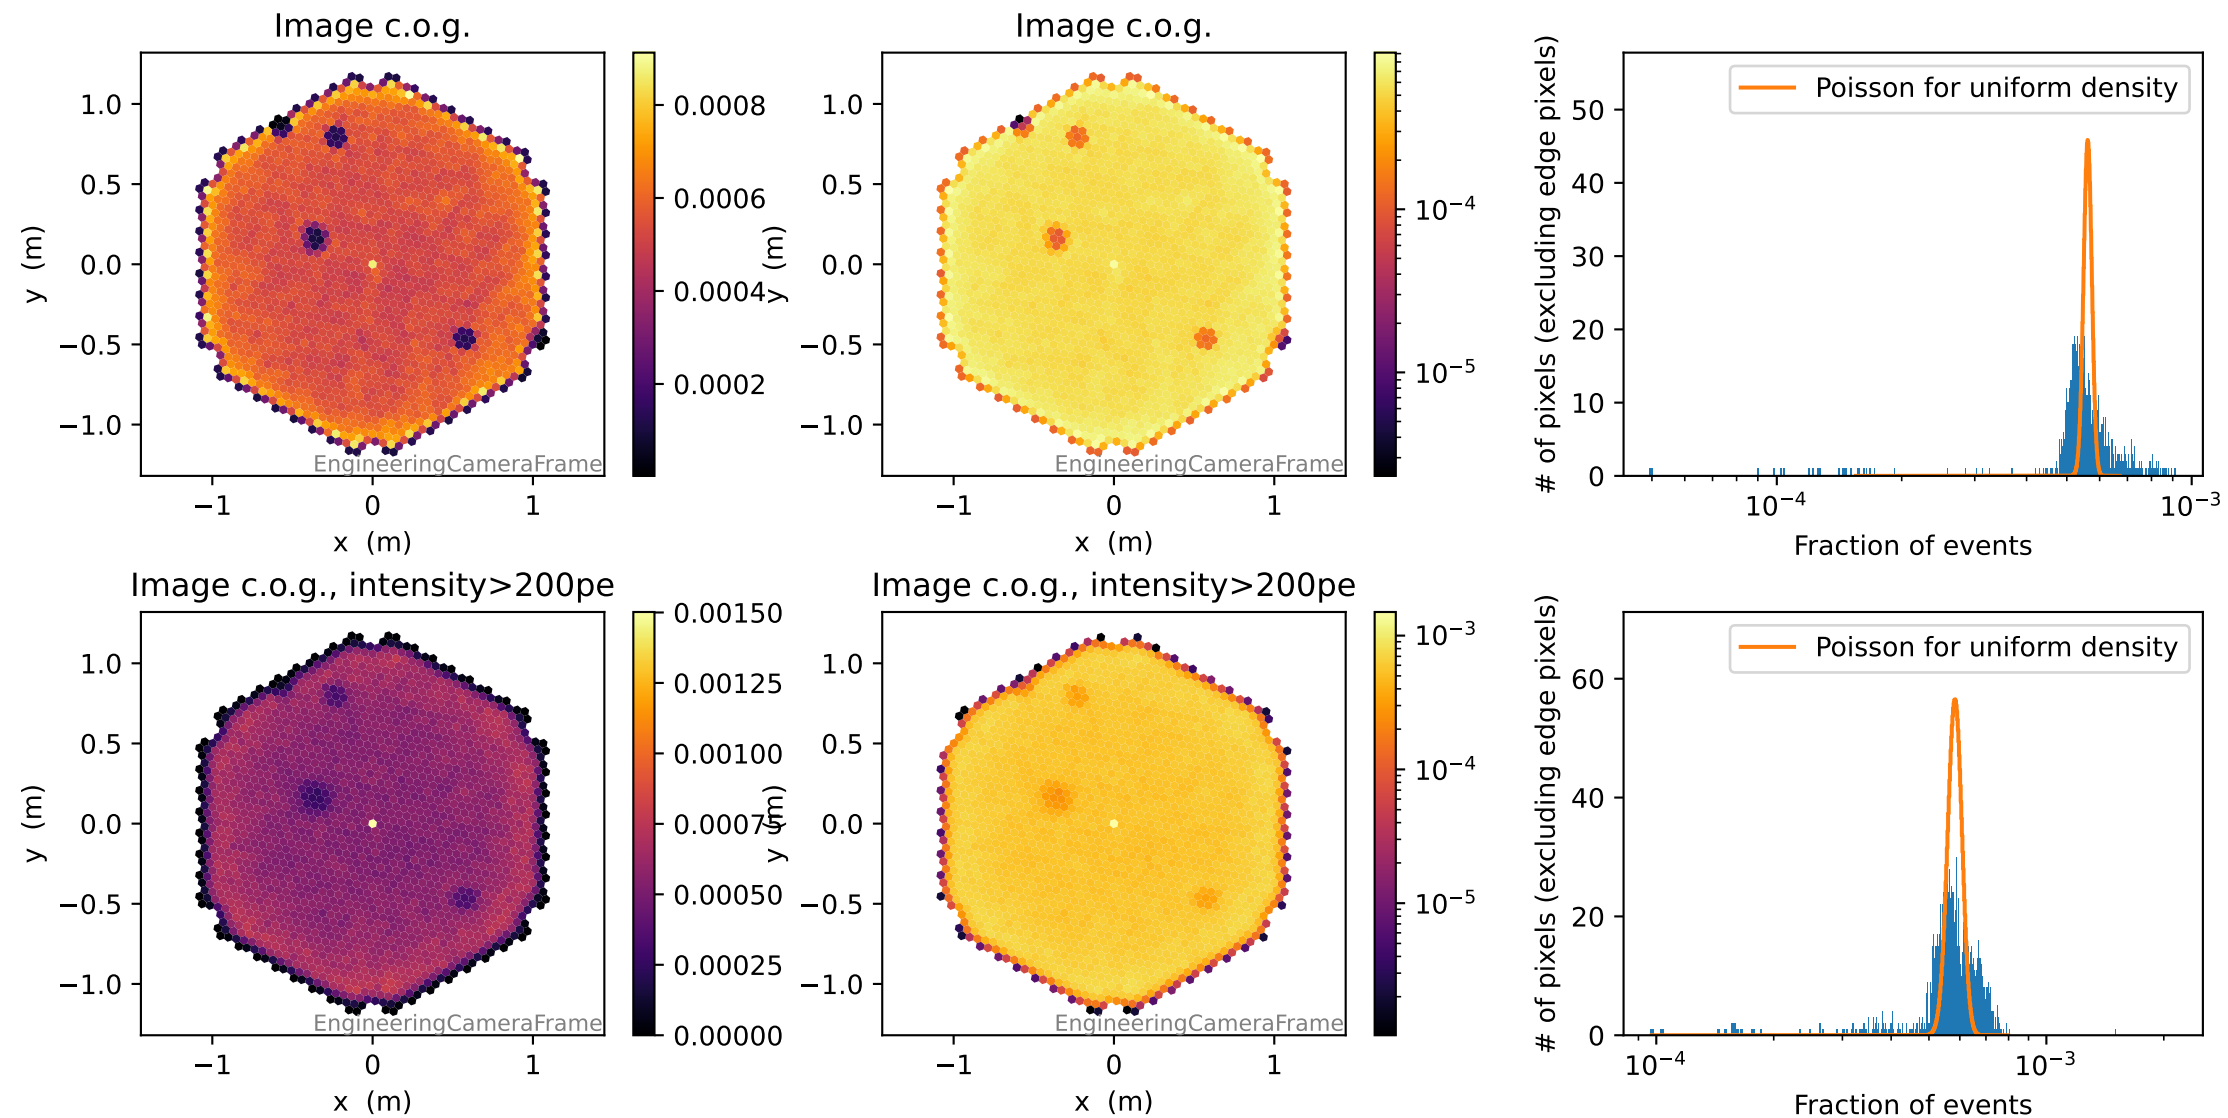 Image c.o.g.
1.0
0.5
0.0
−0.5
−1.0
y (m)
−1
0
1
x (m)
EngineeringCameraFrame
0.0008
0.0006
0.0004
0.0002
Image c.o.g.
1.0
0.5
0.0
−0.5
−1.0
y (m)
−1
0
1
x (m)
EngineeringCameraFrame
10⁻⁴
10⁻⁵
# of pixels (excluding edge pixels)
50
40
30
20
10
0
Poisson for uniform density
10⁻⁴
10⁻³
Fraction of events
Image c.o.g., intensity>200pe
1.0
0.5
0.0
−0.5
−1.0
y (m)
−1
0
1
x (m)
EngineeringCameraFrame
0.00150
0.00125
0.00100
0.00050
0.00025
0.00000
Image c.o.g., intensity>200pe
1.0
0.5
0.0
−0.5
−1.0
y (m)
−1
0
1
x (m)
EngineeringCameraFrame
10⁻³
10⁻⁴
10⁻⁵
# of pixels (excluding edge pixels)
60
40
20
0
Poisson for uniform density
10⁻⁴
10⁻³
Fraction of events